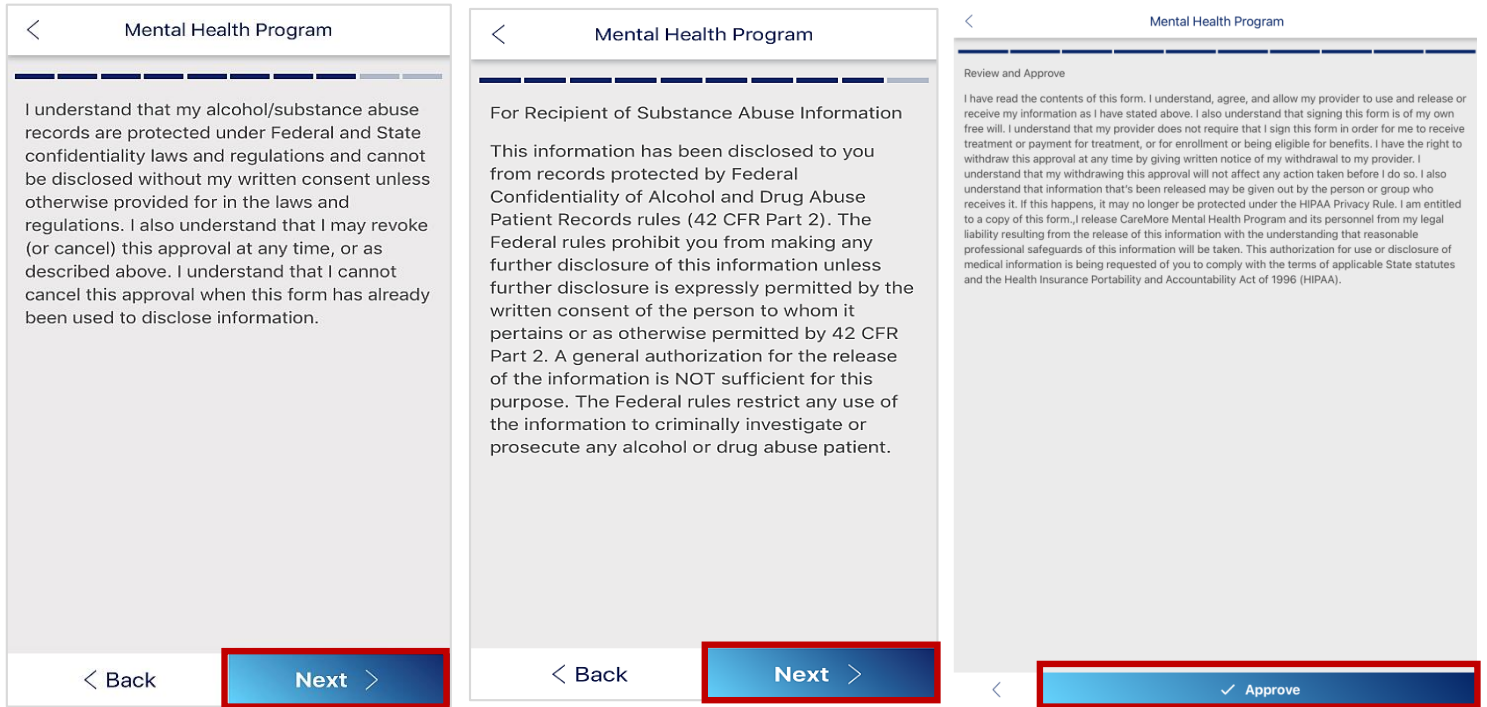 Mental Health Program
I understand that my alcohol/substance abuse
records are protected under Federal and State
confidentiality laws and regulations and cannot
be disclosed without my written consent unless
otherwise provided for in the laws and
regulations. I also understand that I may revoke
(or cancel) this approval at any time, or as
described above. I understand that I cannot
cancel this approval when this form has already
been used to disclose information.
Back
Next
Mental Health Program
For Recipient of Substance Abuse Information
This information has been disclosed to you
from records protected by Federal
Confidentiality of Alcohol and Drug Abuse
Patient Records rules (42 CFR Part 2). The
Federal rules prohibit you from making any
further disclosure of this information unless
further disclosure is expressly permitted by the
written consent of the person to whom it
pertains or as otherwise permitted by 42 CFR
Part 2. A general authorization for the release
of the information is NOT sufficient for this
purpose. The Federal rules restrict any use of
the information to criminally investigate or
prosecute any alcohol or drug abuse patient.
Back
Next
Mental Health Program
Review and Approve
I have read the contents of this form. I understand, agree, and allow my provider to use and release or
receive my information as I have stated above. I also understand that signing this form is of my own
free will. I understand that my provider does not require that I sign this form in order for me to receive
treatment or payment for treatment, or for enrollment or being eligible for benefits. I have the right to
withdraw this approval at any time by giving written notice of my withdrawal to my provider. I
understand that my withdrawing this approval will not affect any action taken before I do so. I also
understand that information that's been released may be given out by the person or group who
receives it. If this happens, it may no longer be protected under the HIPAA Privacy Rule. I am entitled
to a copy of this form.,I release CareMore Mental Health Program and its personnel from my legal
liability resulting from the release of this information with the understanding that reasonable
professional safeguards of this information will be taken. This authorization for use or disclosure of
medical information is being requested of you to comply with the terms of applicable State statutes
and the Health Insurance Portability and Accountability Act of 1996 (HIPAA).
Approve